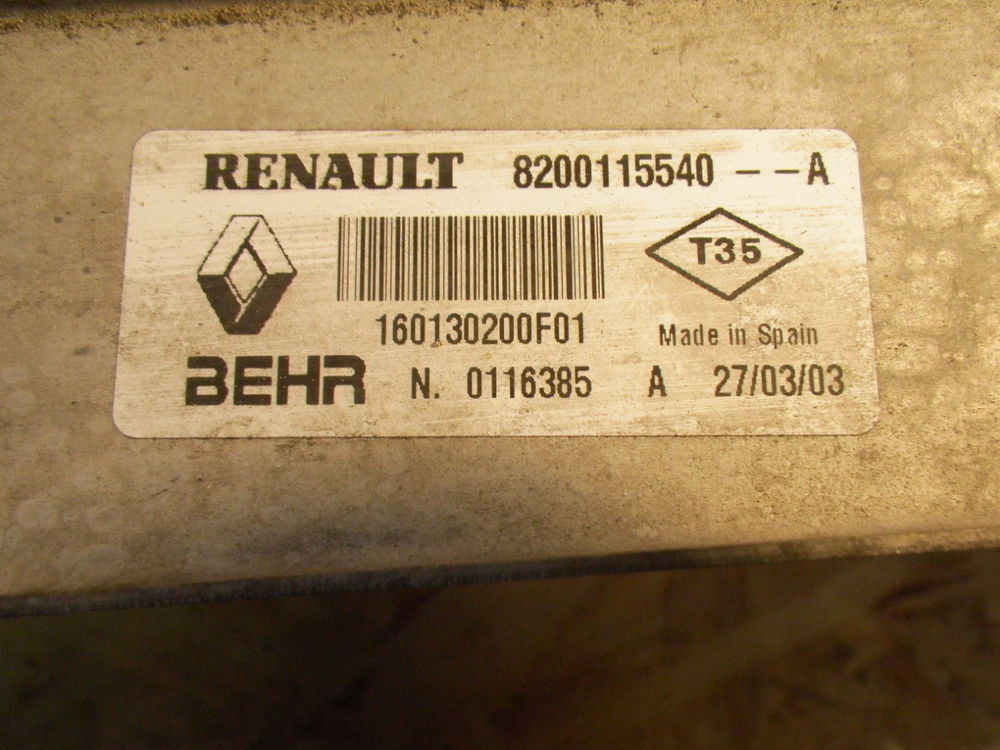 RENAULT 8200115540 --A
T35
160130200F01 Made in Spain
BEHR N. 0116385 A 27/03/03